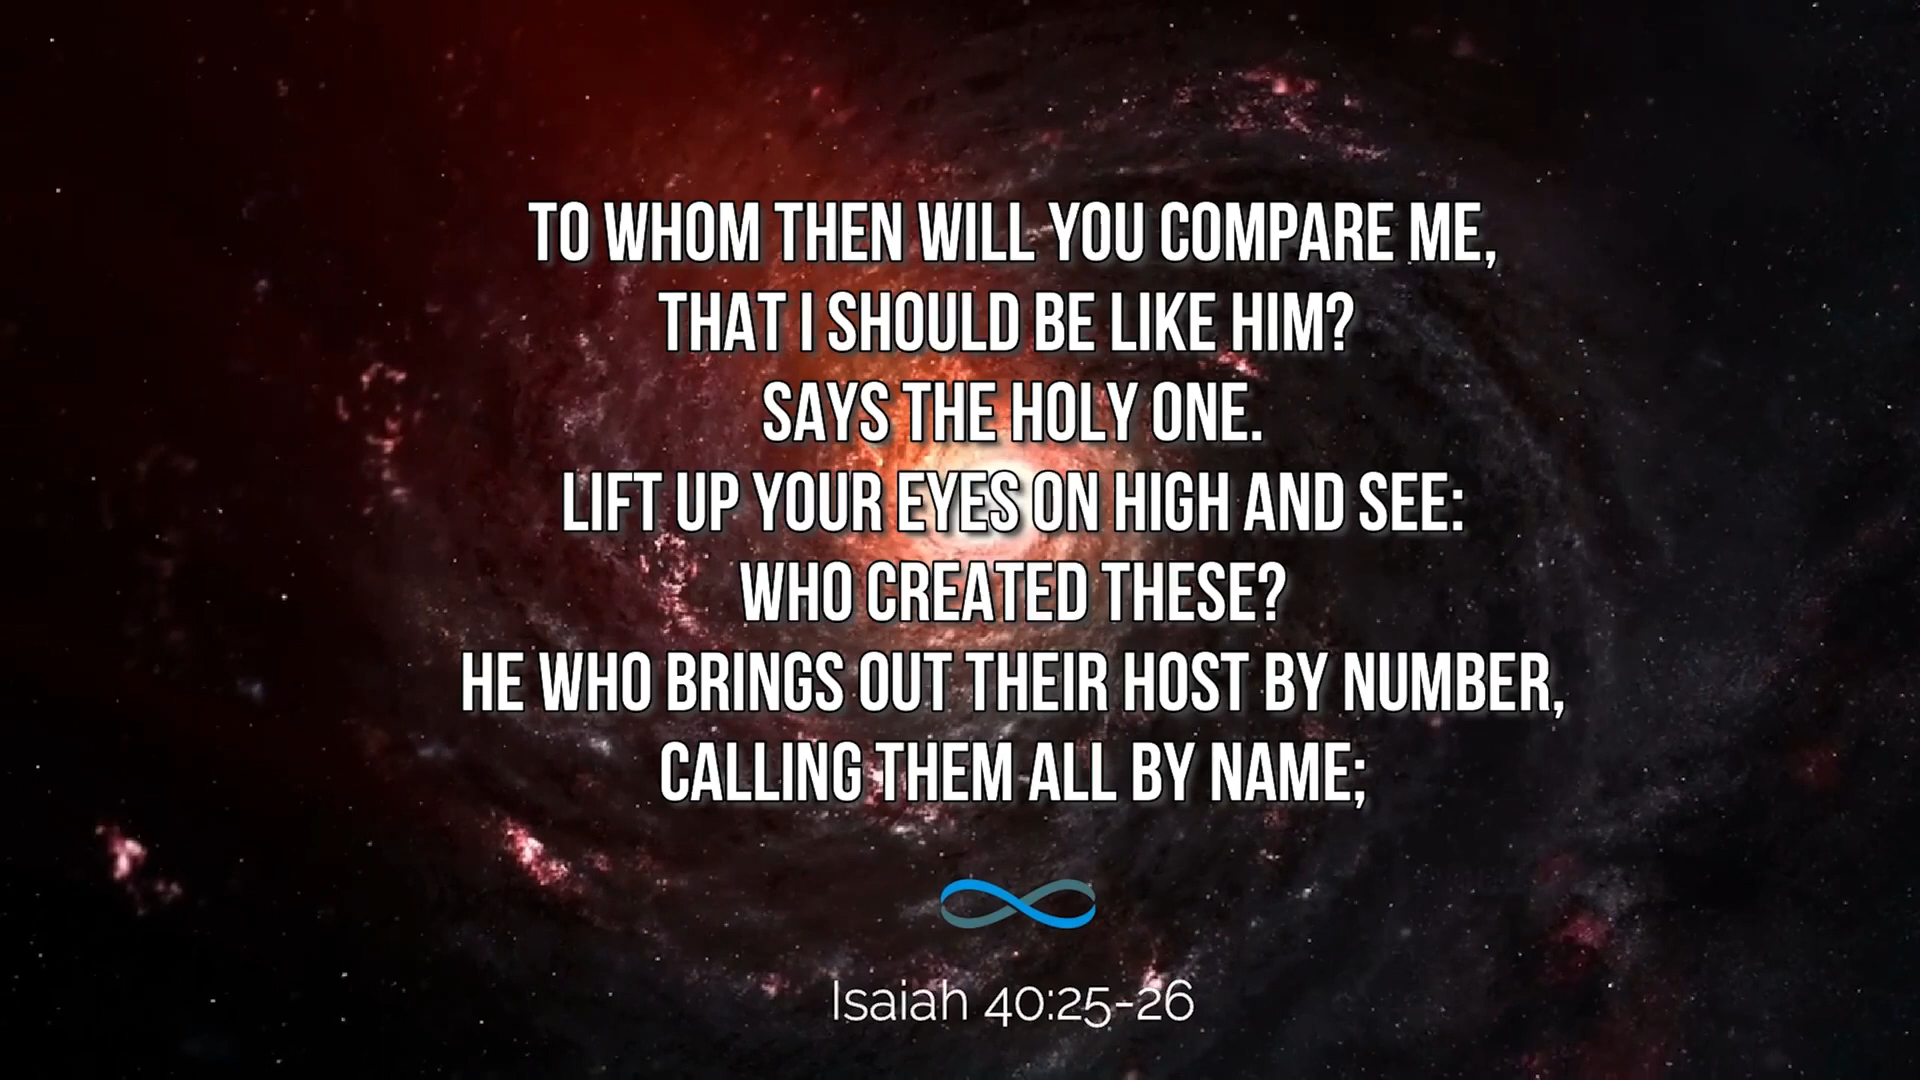 TO WHOM THEN WILL YOU COMPARE ME,
THAT I SHOULD BE LIKE HIM?
SAYS THE HOLY ONE.
LIFT UP YOUR EYES ON HIGH AND SEE:
WHO CREATED THESE?
HE WHO BRINGS OUT THEIR HOST BY NUMBER,
CALLING THEM ALL BY NAME;
Isaiah 40:25-26